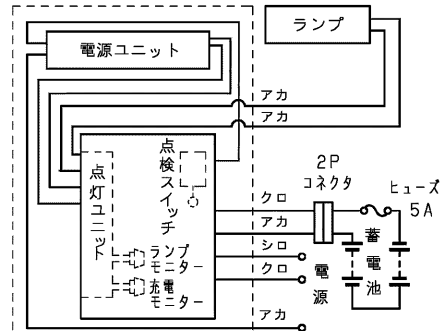 電源ユニット
ランプ
アカ
アカ
点検スイッチ
点灯ユニット
2P
コネクタ
ヒューズ
5A
クロ
アカ
シロ
クロ
アカ
電源
蓄電池
ランプ
モニター
充電
モニター